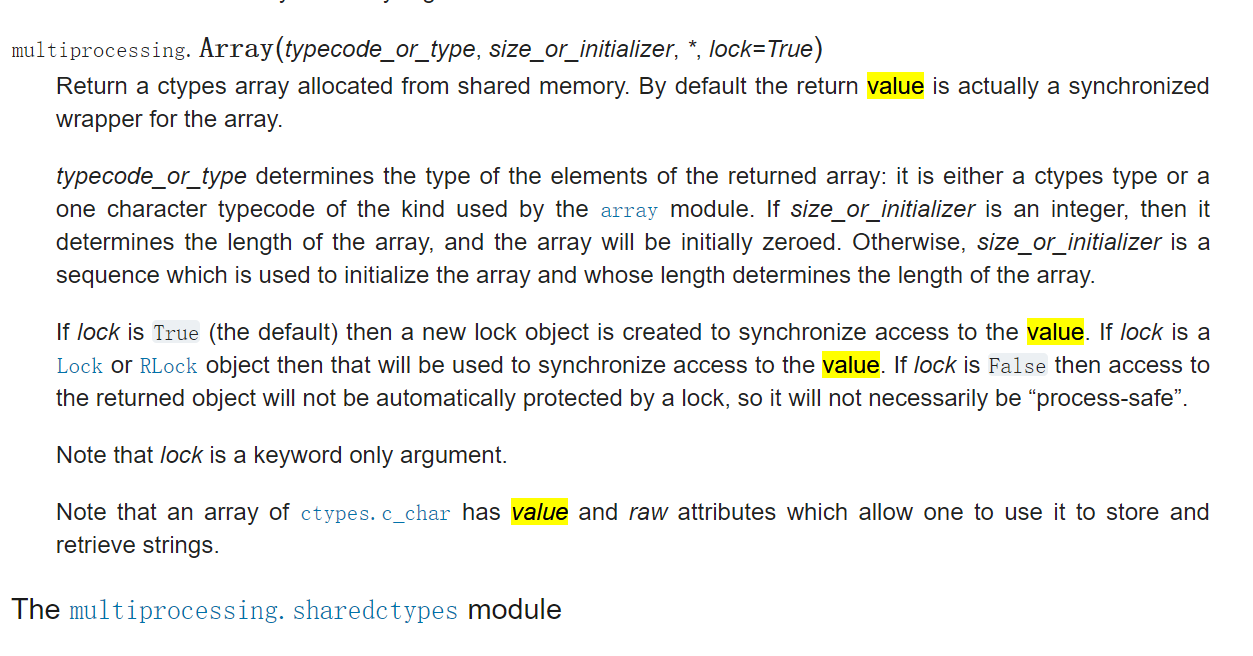 multiprocessing. Array(typecode_or_type, size_or_initializer, *, lock=True)
Return a ctypes array allocated from shared memory. By default the return value is actually a synchronized
wrapper for the array.
typecode_or_type determines the type of the elements of the returned array: it is either a ctypes type or a
one character typecode of the kind used by the array module. If size_or_initializer is an integer, then it
determines the length of the array, and the array will be initially zeroed. Otherwise, size_or_initializer is a
sequence which is used to initialize the array and whose length determines the length of the array.
If lock is True (the default) then a new lock object is created to synchronize access to the value. If lock is a
Lock or RLock object then that will be used to synchronize access to the value. If lock is False then access to
the returned object will not be automatically protected by a lock, so it will not necessarily be “process-safe”.
Note that lock is a keyword only argument.
Note that an array of ctypes.c_char has value and raw attributes which allow one to use it to store and
retrieve strings.
The multiprocessing.sharedctypes module